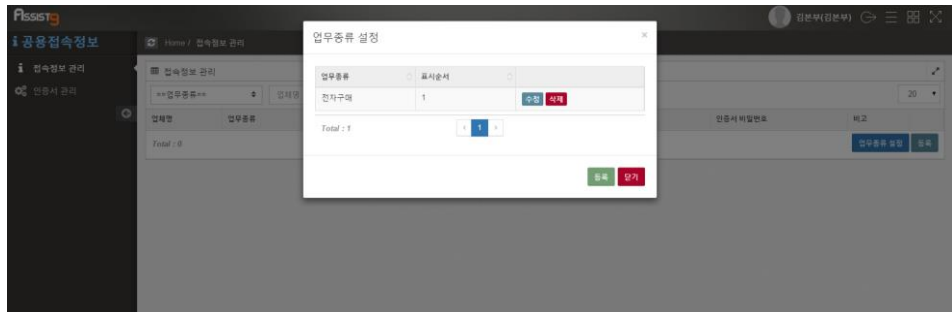 Assist9
김본부(김본부)
공용접속정보
Home / 접속정보 관리
접속정보 관리
인증서 관리
접속정보 관리
==업무종류==
업체명
20
업체명 업무종류 인증서 비밀번호 비고
Total : 0
업무종류 설정 등록
업무종류 설정
×
업무종류 표시순서
전자구매 1 수정 삭제
Total : 1
‹ 1 ›
등록 닫기